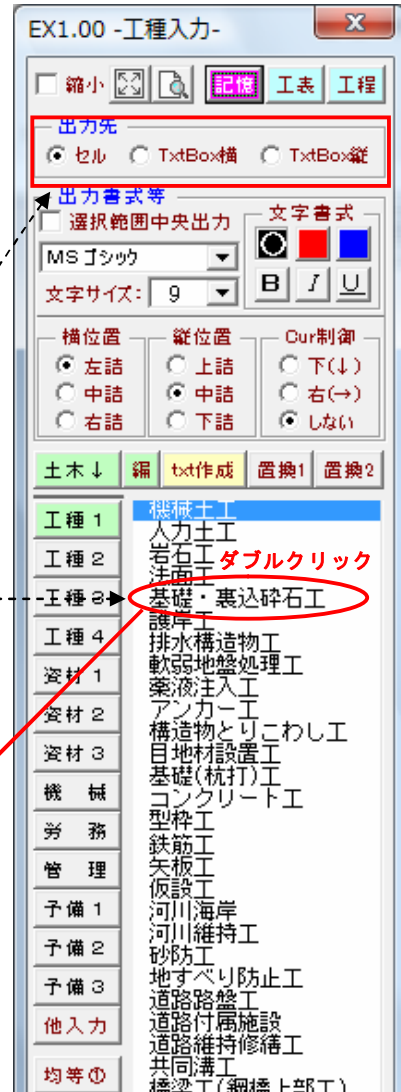 EX1.00 -工種入力-
縮小 記憶 工表 工程
出力先
セル TxtBox横 TxtBox縦
出力書式等
選択範囲中央出力
文字書式
MSゴシック
文字サイズ: 9
B I U
横位置 縦位置 Cur制御
左詰 上詰 下(↓)
中詰 中詰 右(→)
右詰 下詰 しない
土木↓ 編 txt作成 置換1 置換2
工種1
工種2
工種3
工種4
資材1
資材2
資材3
機 械
労 務
管 理
予備1
予備2
予備3
他入力
均等①
機械土工
人力土工
岩石工
ダブルクリック
法面工
基礎・裏込砕石工
護岸工
排水構造物工
軟弱地盤処理工
薬液注入工
アンカー工
構造物とりこわし工
目地材設置工
基礎(杭打)工
コンクリート工
型枠工
鉄筋工
矢板工
仮設工
河川海岸
河川維持工
砂防工
地すべり防止工
道路路盤工
道路付属施設
道路維持修繕工
共同溝工
橋梁工(鋼橋上部工)